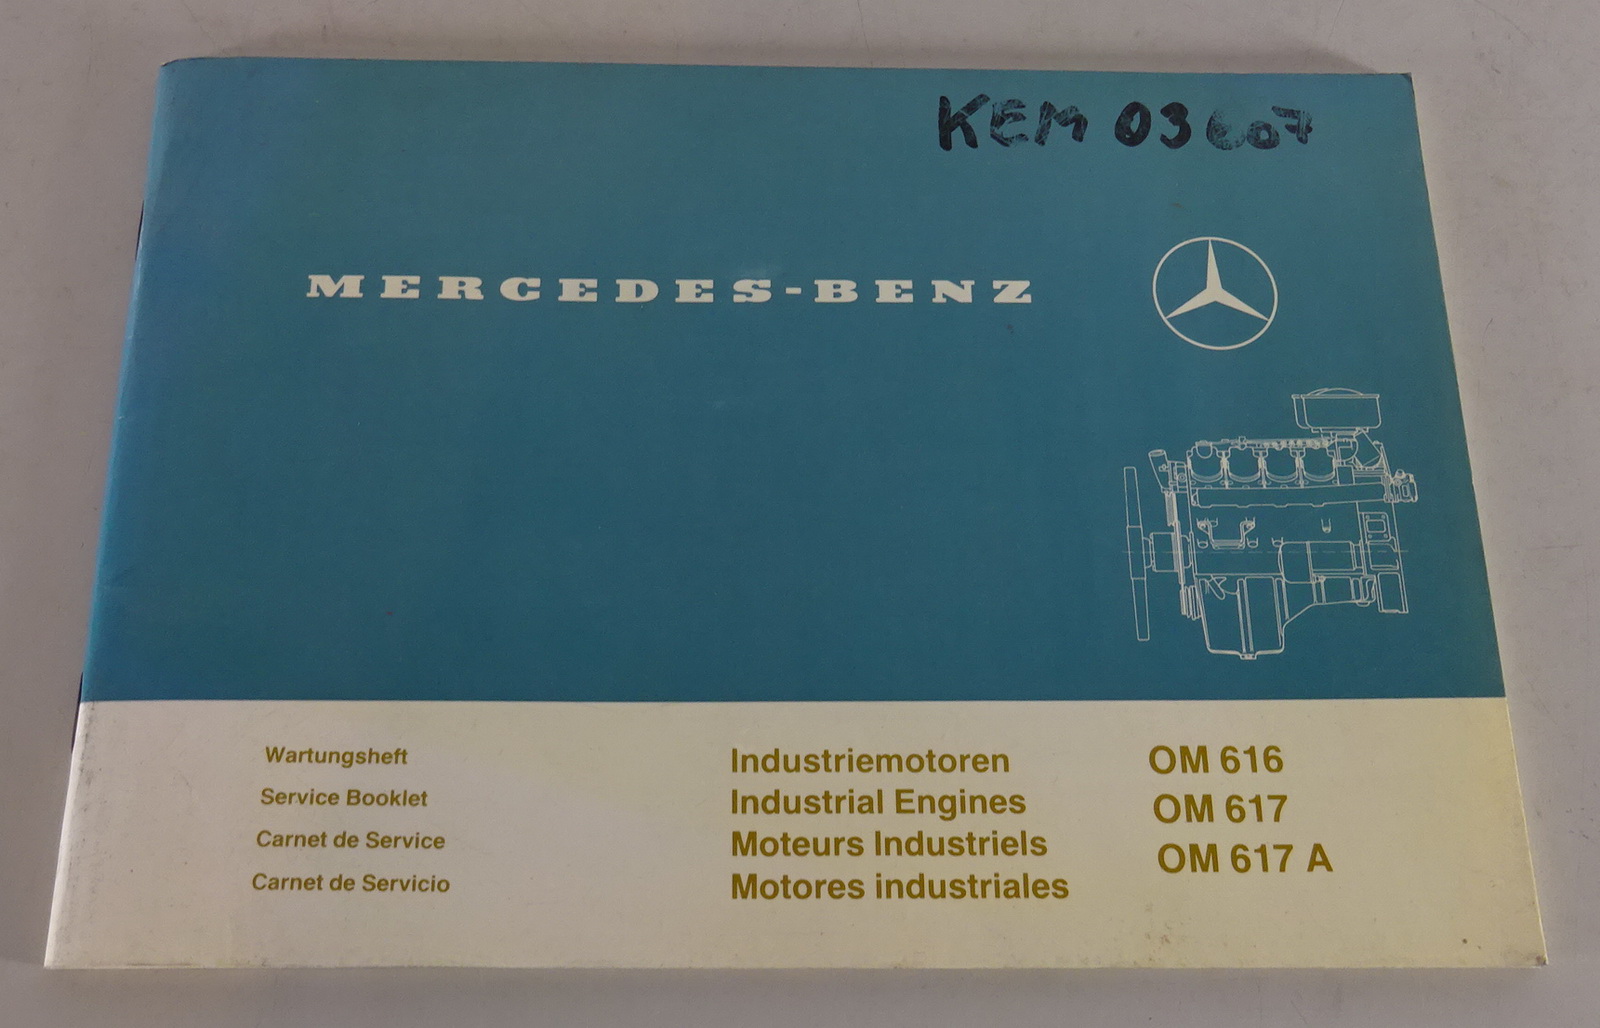 KEM 03607
MERCEDES-BENZ
Wartungsheft
Service Booklet
Carnet de Service
Carnet de Servicio
Industriemotoren
Industrial Engines
Moteurs Industriels
Motores industriales
OM 616
OM 617
OM 617 A